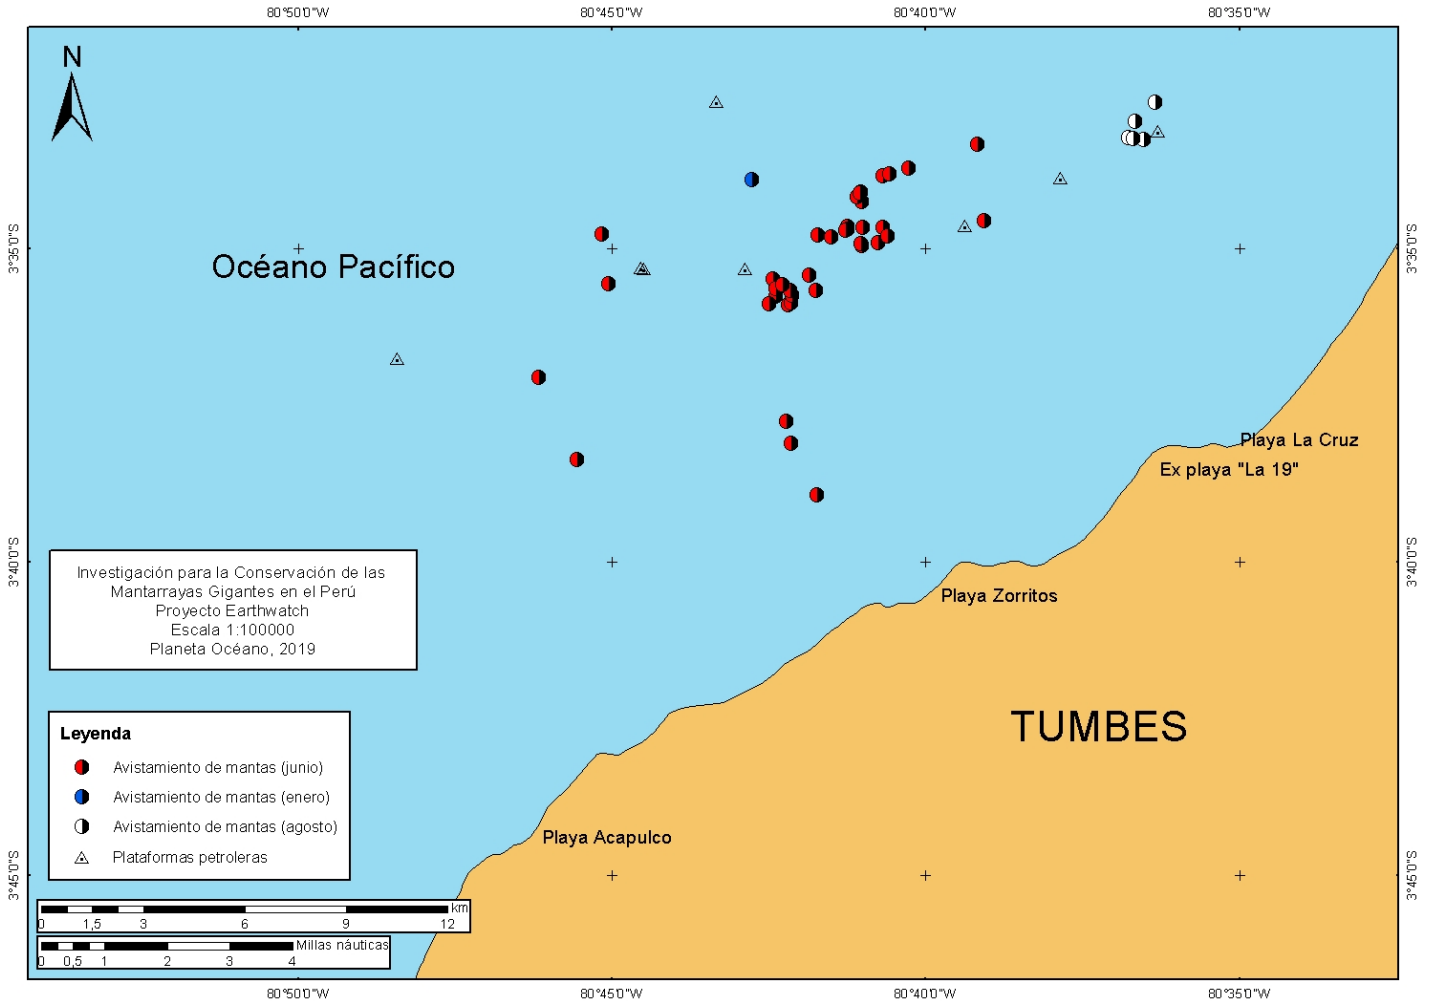 80°50'0"W 80°45'0"W 80°40'0"W 80°35'0"W
N
3°35'0"S
3°35'0"S
Océano Pacífico
Playa La Cruz
Ex playa "La 19"
3°40'0"S
3°40'0"S
Investigación para la Conservación de las
Mantarrayas Gigantes en el Perú
Proyecto Earthwatch
Escala 1:100000
Planeta Océano, 2019
Playa Zorritos
TUMBES
Leyenda
Avistamiento de mantas (junio)
Avistamiento de mantas (enero)
Avistamiento de mantas (agosto)
Plataformas petroleras
Playa Acapulco
3°45'0"S
3°45'0"S
km
0 1,5 3 6 9 12
Millas náuticas
0 0,5 1 2 3 4
80°50'0"W 80°45'0"W 80°40'0"W 80°35'0"W